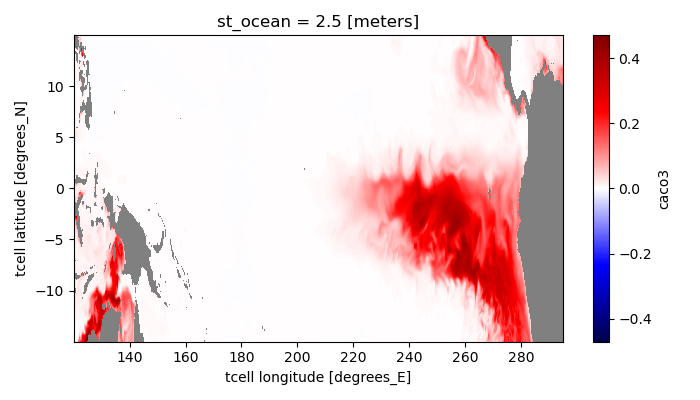 st_ocean = 2.5 [meters]
10
5
0
−5
−10
tcell latitude [degrees_N]
140 160 180 200 220 240 260 280
tcell longitude [degrees_E]
0.4
0.2
0.0
−0.2
−0.4
caco3